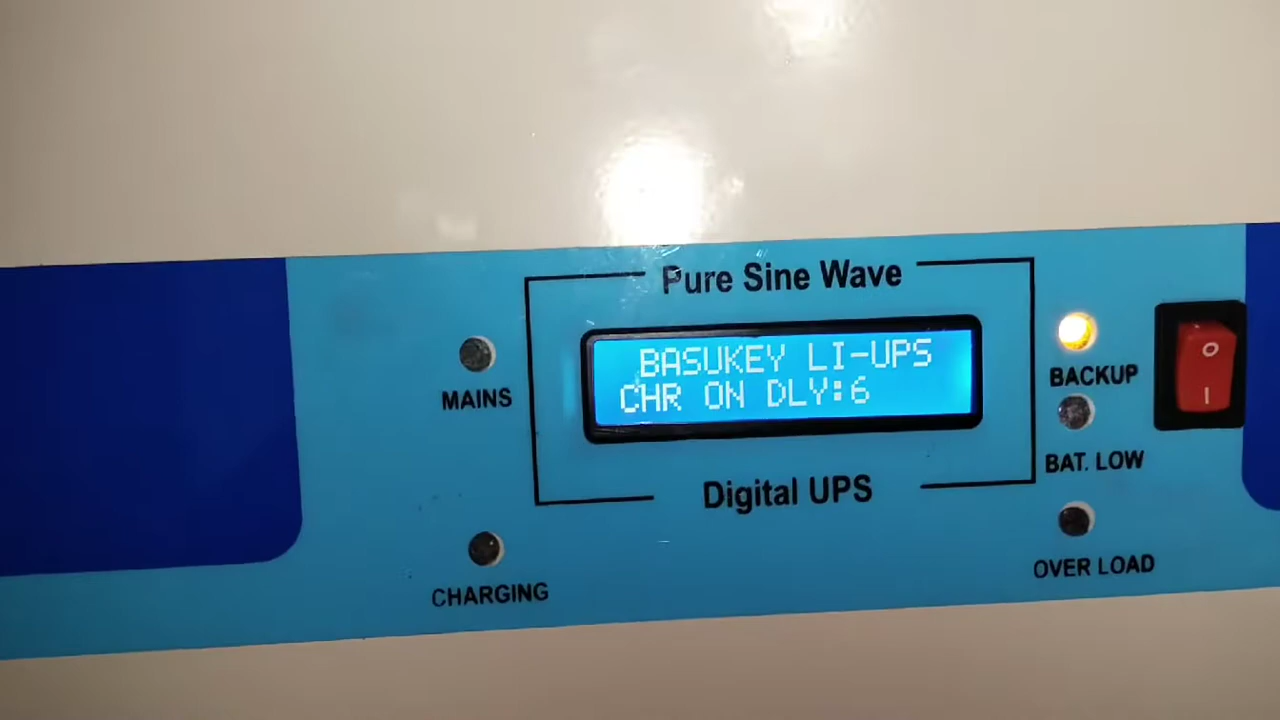 Pure Sine Wave
BASUKEY LI-UPS
CHR ON DLY:6
Digital UPS
MAINS
CHARGING
BACKUP
BAT. LOW
OVER LOAD
O
I